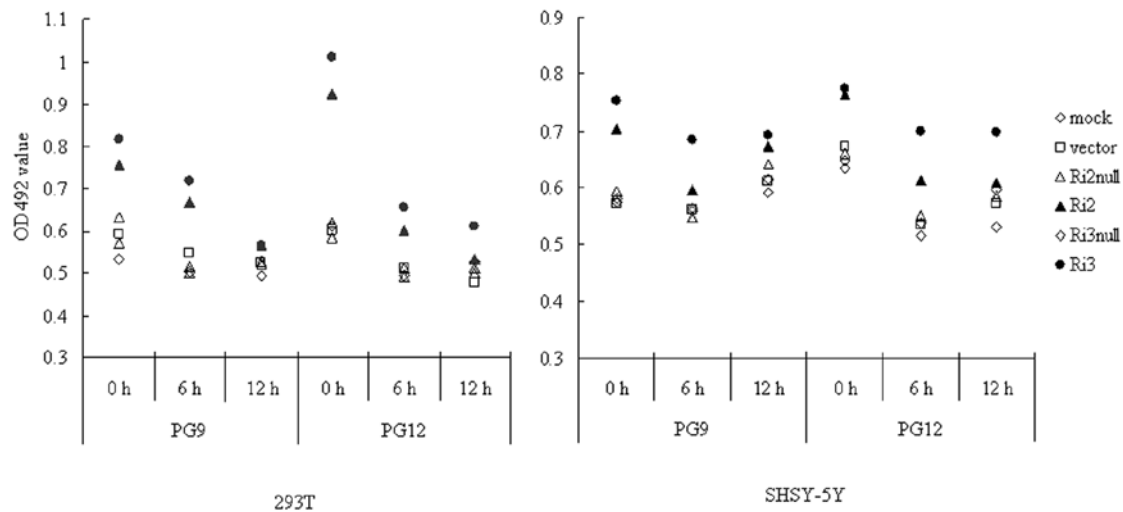 OD492 value
1.1
1
0.9
0.8
0.7
0.6
0.5
0.4
0.3
0 h 6 h 12 h 0 h 6 h 12 h
PG9 PG12
293T
0.9
0.8
0.7
0.6
0.5
0.4
0.3
0 h 6 h 12 h 0 h 6 h 12 h
PG9 PG12
SHSY-5Y
mock
vector
Ri2null
Ri2
Ri3null
Ri3